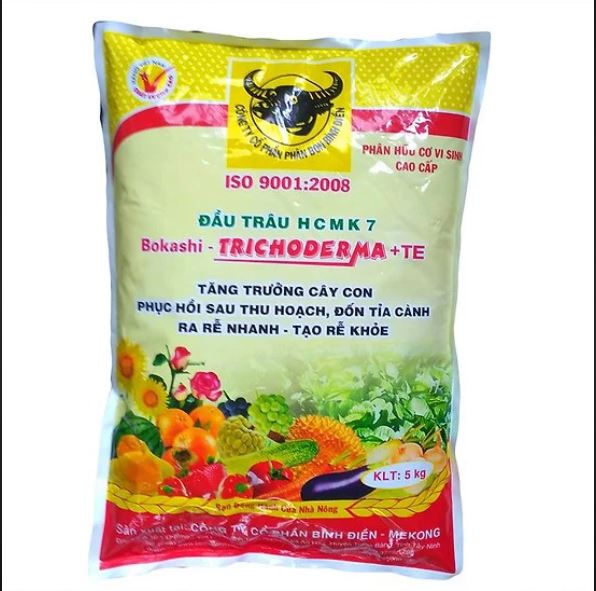 CÔNG TY CỔ PHẦN PHÂN BÓN BÌNH ĐIỀN
PHÂN HỮU CƠ VI SINH
CAO CẤP
ISO 9001:2008
ĐẦU TRÂU HCMK 7
Bokashi - TRICHODERMA +TE
TĂNG TRƯỞNG CÂY CON
PHỤC HỒI SAU THU HOẠCH, ĐỐN TỈA CÀNH
RA RỄ NHANH - TẠO RỄ KHỎE
KLT: 5 kg
Bạn Đồng Hành Của Nhà Nông
Sản xuất tại: CÔNG TY CỔ PHẦN BÌNH ĐIỀN - MEKONG